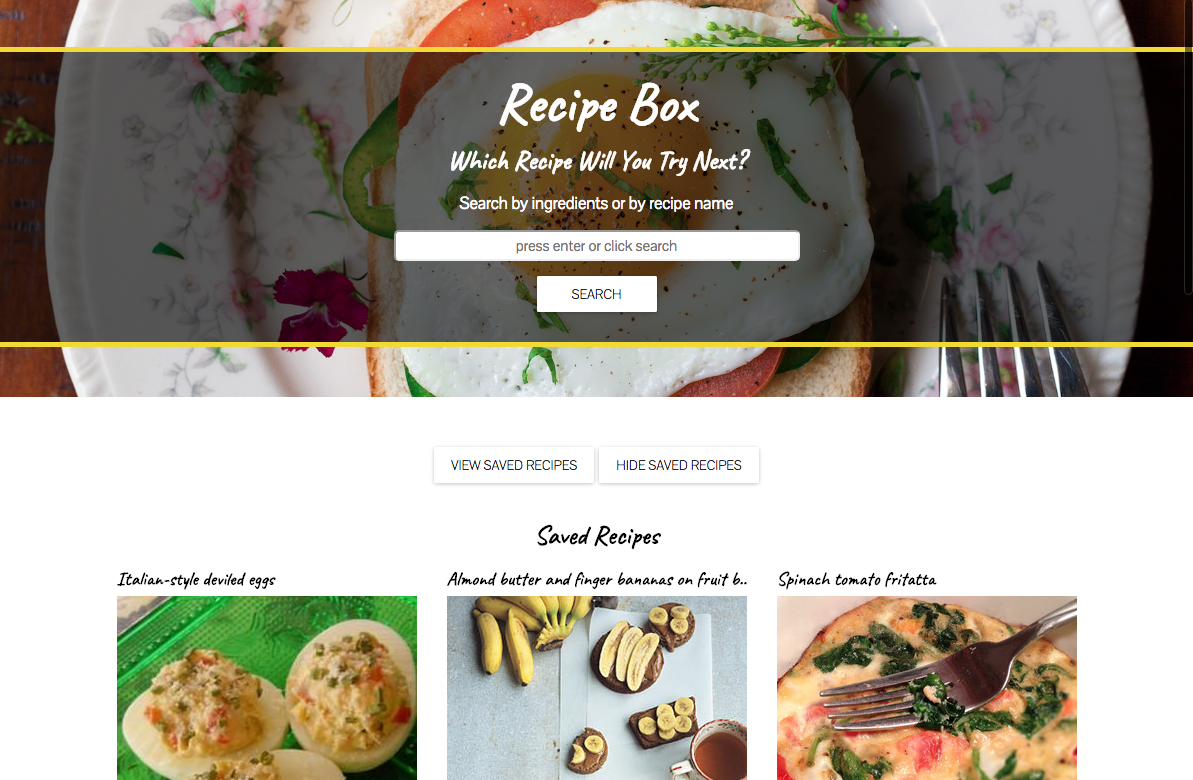 Recipe Box
Which Recipe Will You Try Next?
Search by ingredients or by recipe name
press enter or click search
SEARCH
VIEW SAVED RECIPES
HIDE SAVED RECIPES
Saved Recipes
Italian-style deviled eggs
Almond butter and finger bananas on fruit b..
Spinach tomato fritatta